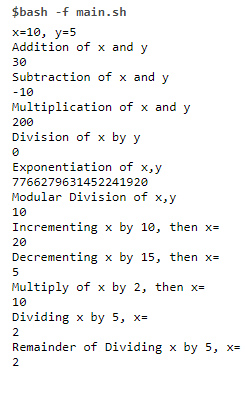 $bash -f main.sh
x=10, y=5
Addition of x and y
30
Subtraction of x and y
-10
Multiplication of x and y
200
Division of x by y
0
Exponentiation of x,y
7766279631452241920
Modular Division of x,y
10
Incrementing x by 10, then x=
20
Decrementing x by 15, then x=
5
Multiply of x by 2, then x=
10
Dividing x by 5, x=
2
Remainder of Dividing x by 5, x=
2